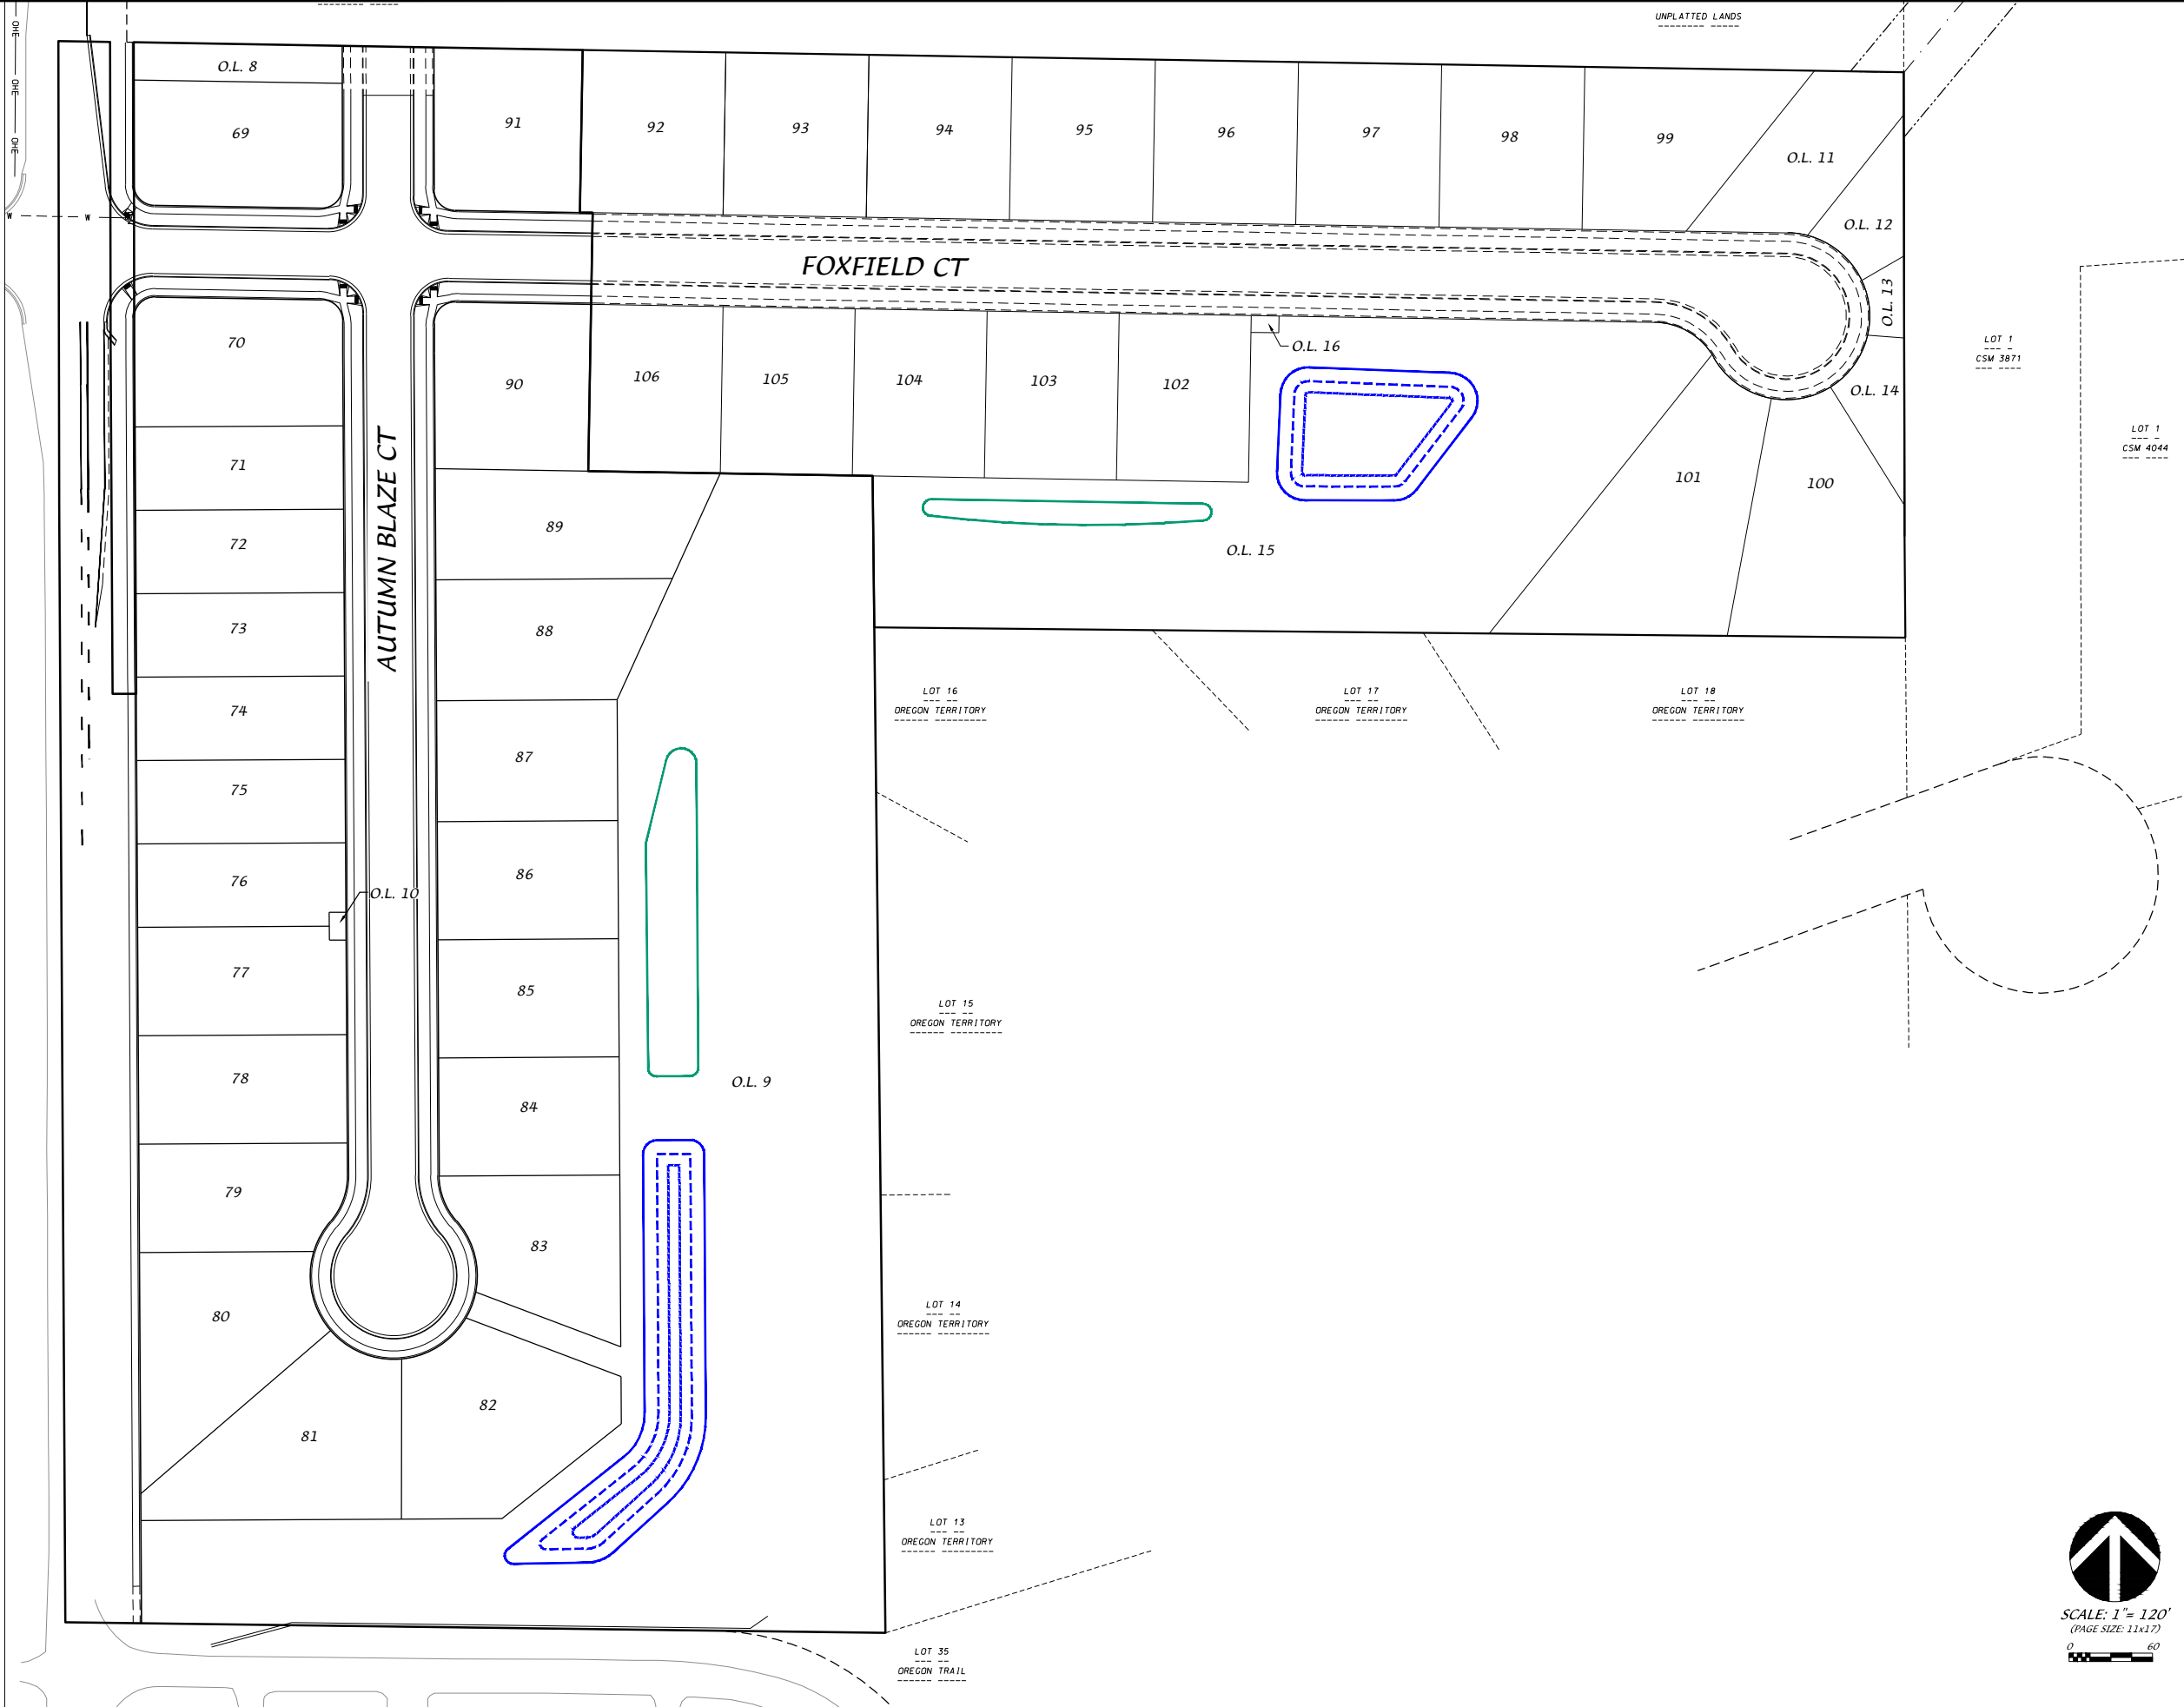 UNPLATTED LANDS
OHE
OHE
OHE
O.L. 8
69
91
92
93
94
95
96
97
98
99
O.L. 11
O.L. 12
O.L. 13
O.L. 14
W
W
FOXFIELD CT
70
90
106
105
104
103
102
O.L. 16
101
100
LOT 1
CSM 3871
LOT 1
CSM 4044
AUTUMN BLAZE CT
71
72
73
74
75
76
77
78
79
80
81
82
83
84
85
86
87
88
89
O.L. 10
O.L. 15
O.L. 9
LOT 16
OREGON TERRITORY
LOT 17
OREGON TERRITORY
LOT 18
OREGON TERRITORY
LOT 15
OREGON TERRITORY
LOT 14
OREGON TERRITORY
LOT 13
OREGON TERRITORY
LOT 35
OREGON TRAIL
SCALE: 1"= 120'
(PAGE SIZE: 11x17)
0 60